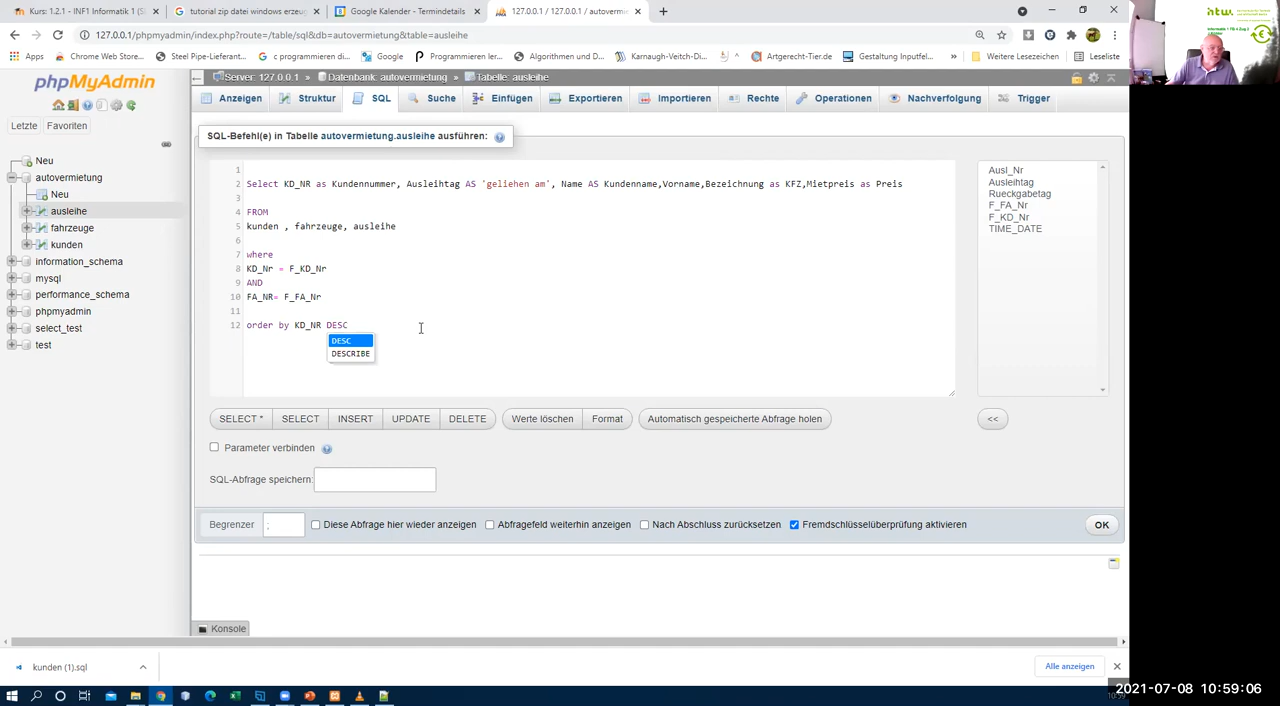 Kurs: 1.2.1 - INFT Informatik 1 (S
tutorial zip datei windows erzeug
Google Kalender - Termindetails
127.0.0.1 / 127.0.0.1 / autoverm
127.0.0.1/phpmyadmin/index.php?route=/table/sql&db=autovermietung&table=ausleihe
Apps
Chrome Web Store...
Steel Pipe-Lieferant...
c programmieren gr...
Google
Programmieren ler...
Algorithmen und D...
Kanugh-Veitch-Di...
Artgerecht-Tier.de
Gestaltung Inputfel...
»
Weitere Lesezeichen
Leseliste
phpMyAdmin
Letzte
Favoriten
Neu
autovermietung
Neu
ausleihe
fahrzeuge
kunden
information_schema
mysql
performance_schema
phpmyadmin
select_test
test
Server: 127.0.0.1 » Datenbank: autovermietung » Tabelle: ausleihe
Anzeigen
Struktur
SQL
Suche
Einfügen
Exportieren
Importieren
Rechte
Operationen
Nachverfolgung
Trigger
SQL-Befehl(e) in Tabelle autovermietung.ausleihe ausführen:
1
2 Select KD_NR as Kundennummer, Ausleihtag AS 'geliehen am', Name AS Kundenname,Vorname,Bezeichnung as KFZ,Mietpreis as Preis
3
4 FROM
5 kunden , fahrzeuge, ausleihe
6
7 where
8 KD_Nr = F_KD_Nr
9 AND
10 FA_NR= F_FA_Nr
11
12 order by KD_NR DESC
DESC
DESCRIBE
Ausl_Nr
Ausleihtag
Rueckgabetag
F_FA_Nr
F_KD_Nr
TIME_DATE
SELECT *
SELECT
INSERT
UPDATE
DELETE
Werte löschen
Format
Automatisch gespeicherte Abfrage holen
<<
Parameter verbinden
SQL-Abfrage speichern:
Begrenzer
;
Diese Abfrage hier wieder anzeigen
Abfragefeld weiterhin anzeigen
Nach Abschluss zurücksetzen
Fremdschlüsselüberprüfung aktivieren
OK
Konsole
kunden (1).sql
Alle anzeigen
2021-07-08 10:59:06